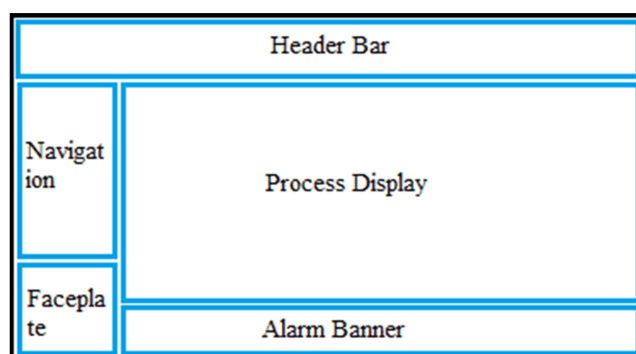 Header Bar
Navigat
ion
Process Display
Facepla
te
Alarm Banner